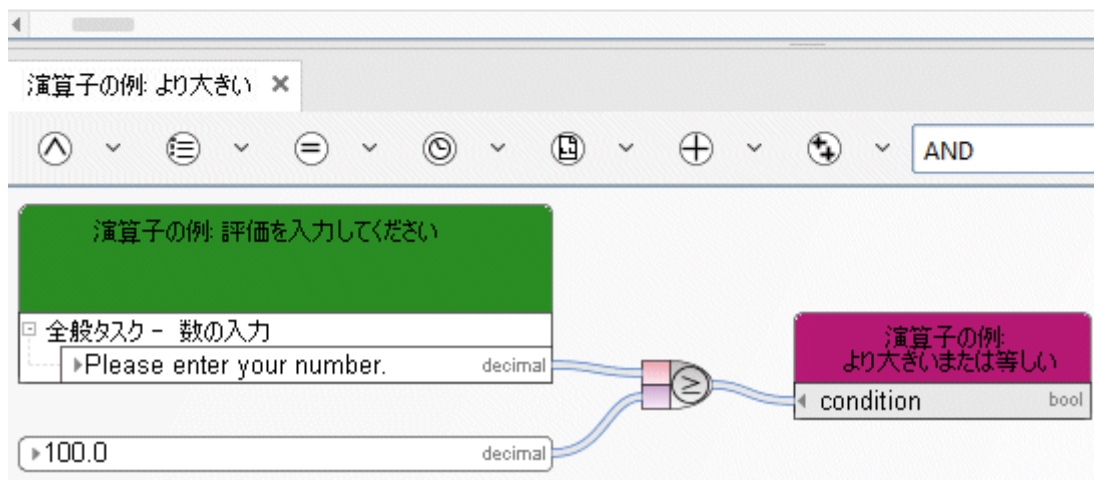 演算子の例: より大きい
AND
演算子の例: 評価を入力してください
全般タスク - 数の入力
Please enter your number. decimal
100.0 decimal
≥
演算子の例:
より大きいまたは等しい
condition bool